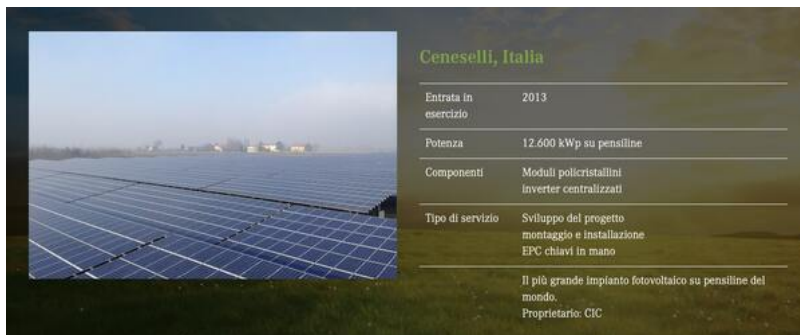 Ceneselli, Italia
Entrata in
esercizio
2013
Potenza
12.600 kWp su pensiline
Componenti
Moduli policristallini
inverter centralizzati
Tipo di servizio
Sviluppo del progetto
montaggio e installazione
EPC chiavi in mano
Il più grande impianto fotovoltaico su pensiline del
mondo.
Proprietario: CIC